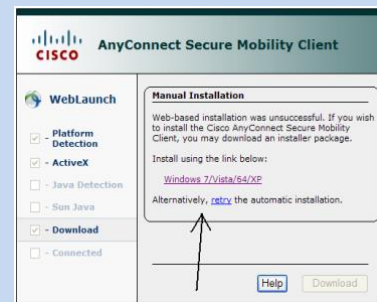 CISCO
AnyConnect Secure Mobility Client
WebLaunch
- Platform
Detection
- ActiveX
- Java Detection
- Sun Java
- Download
- Connected
Manual Installation
Web-based installation was unsuccessful. If you wish
to install the Cisco AnyConnect Secure Mobility
Client, you may download an installer package.
Install using the link below:
Windows 7/Vista/64/XP
Alternatively, retry the automatic installation.
Help
Download